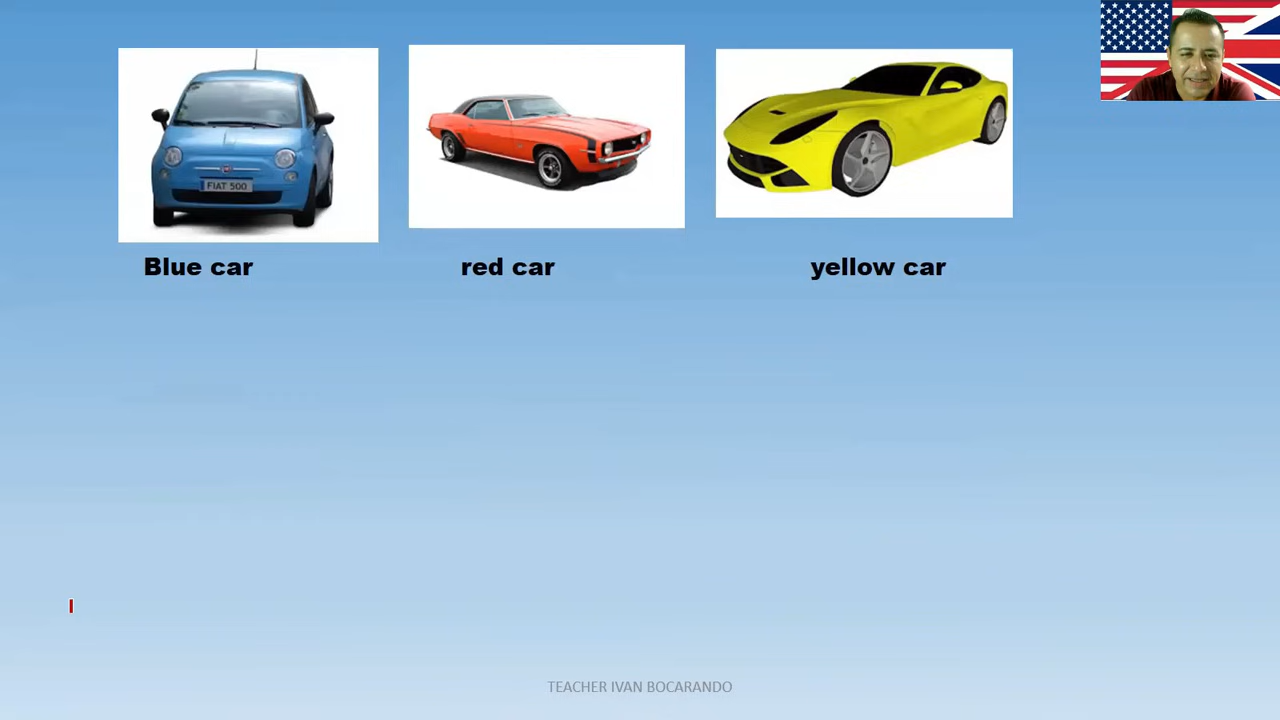 FIAT 500
Blue car
red car
yellow car
TEACHER IVAN BOCARANDO